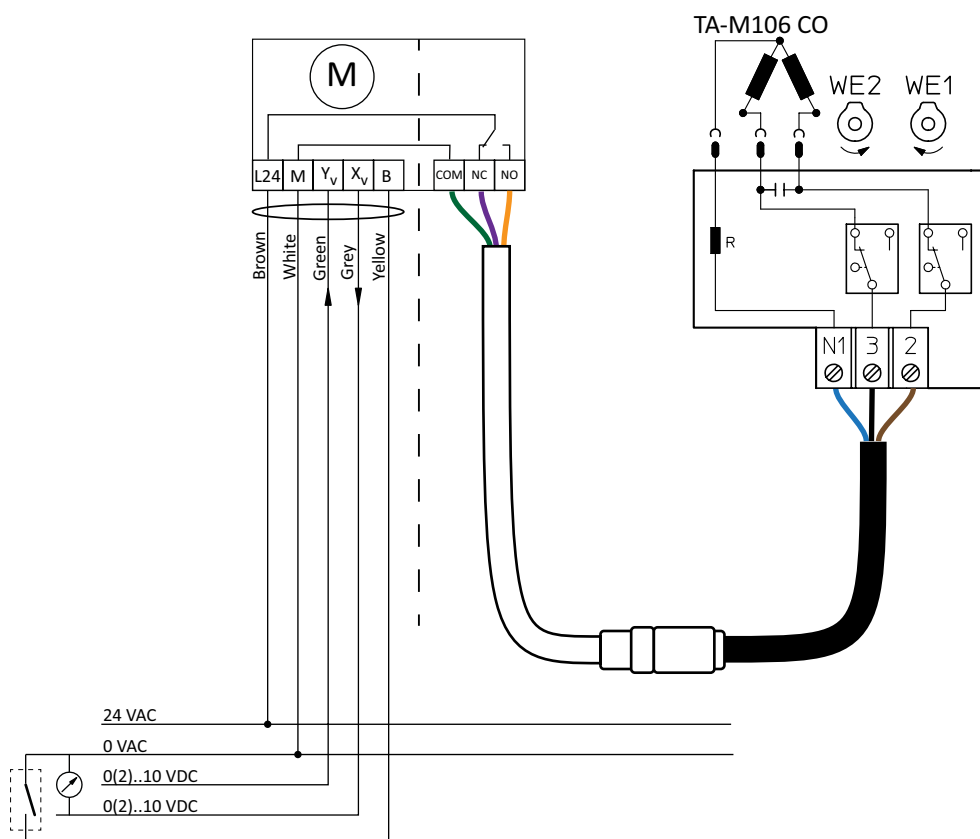 TA-M106 CO
M
WE2
WE1
L24 M Yv Xv B COM NC NO
Brown
White
Green
Grey
Yellow
R
N1 3 2
24 VAC
0 VAC
0(2)..10 VDC
0(2)..10 VDC